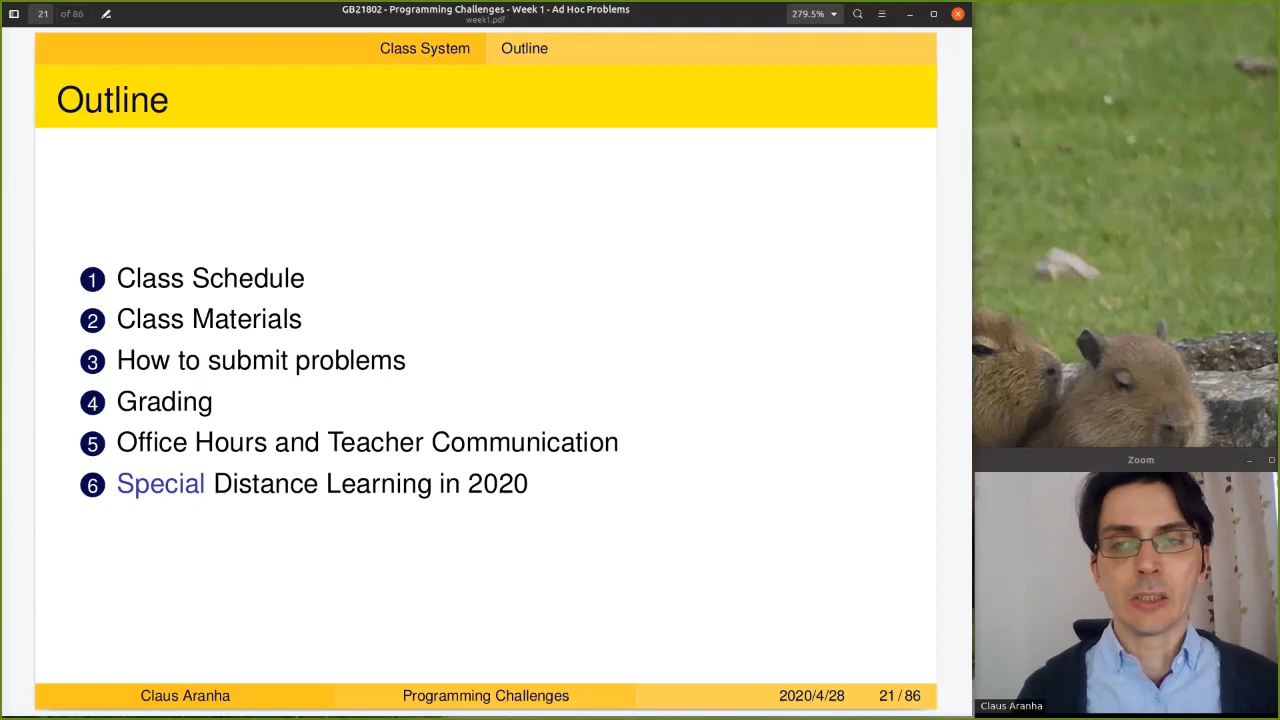 21 of 86
GB21802 - Programming Challenges - Week 1 - Ad Hoc Problems
week1.pdf
279.5%
Class System Outline
Outline
1 Class Schedule
2 Class Materials
3 How to submit problems
4 Grading
5 Office Hours and Teacher Communication
6 Special Distance Learning in 2020
Claus Aranha Programming Challenges 2020/4/28 21 / 86
Zoom
Claus Aranha